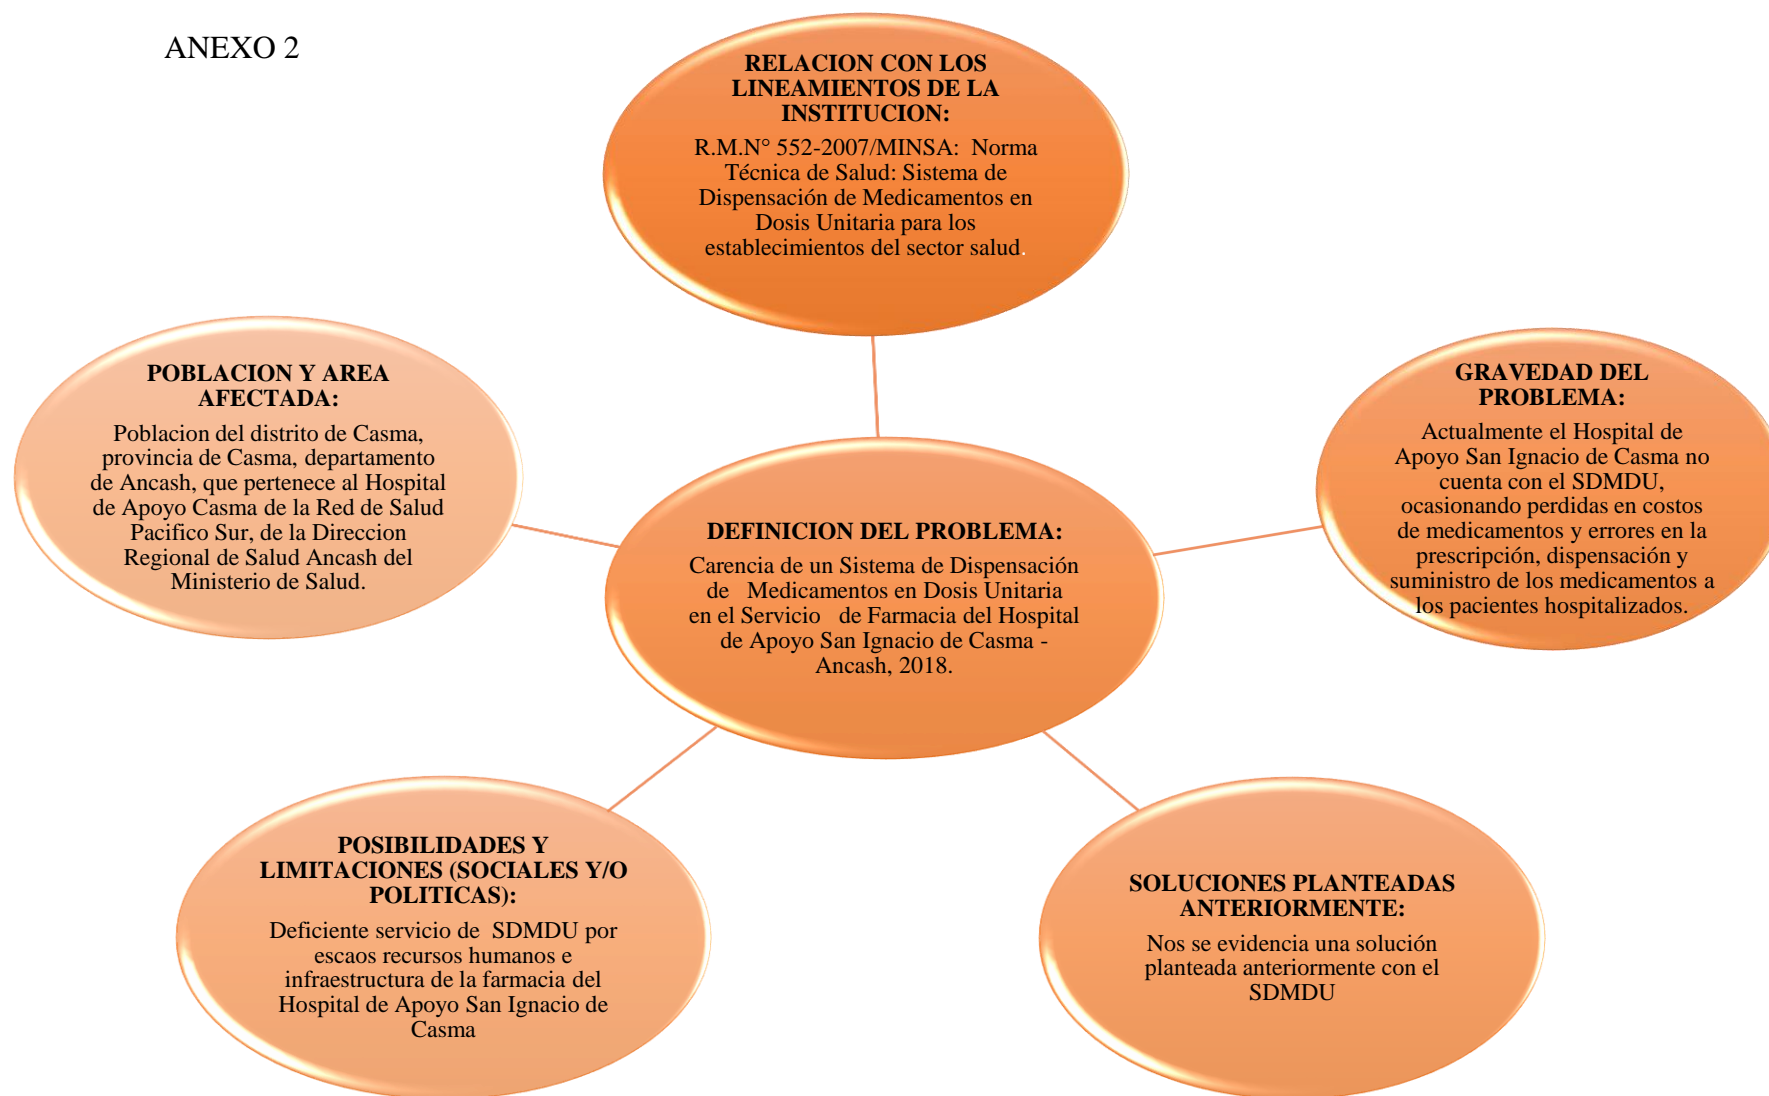 ANEXO 2
RELACION CON LOS
LINEAMIENTOS DE LA
INSTITUCION:
R.M.N° 552-2007/MINSA:  Norma
Técnica de Salud: Sistema de
Dispensación de Medicamentos en
Dosis Unitaria para los
establecimientos del sector salud.
POBLACION Y AREA
AFECTADA:
Poblacion del distrito de Casma,
provincia de Casma, departamento
de Ancash, que pertenece al Hospital
de Apoyo Casma de la Red de Salud
Pacifico Sur, de la Direccion
Regional de Salud Ancash del
Ministerio de Salud.
GRAVEDAD DEL
PROBLEMA:
Actualmente el Hospital de
Apoyo San Ignacio de Casma no
cuenta con el SDMDU,
ocasionando perdidas en costos
de medicamentos y errores en la
prescripción, dispensación y
suministro de los medicamentos a
los pacientes hospitalizados.
DEFINICION DEL PROBLEMA:
Carencia de un Sistema de Dispensación
de   Medicamentos en Dosis Unitaria
en el Servicio   de Farmacia del Hospital
de Apoyo San Ignacio de Casma -
Ancash, 2018.
POSIBILIDADES Y
LIMITACIONES (SOCIALES Y/O
POLITICAS):
Deficiente servicio de  SDMDU por
escaos recursos humanos e
infraestructura de la farmacia del
Hospital de Apoyo San Ignacio de
Casma
SOLUCIONES PLANTEADAS
ANTERIORMENTE:
Nos se evidencia una solución
planteada anteriormente con el
SDMDU